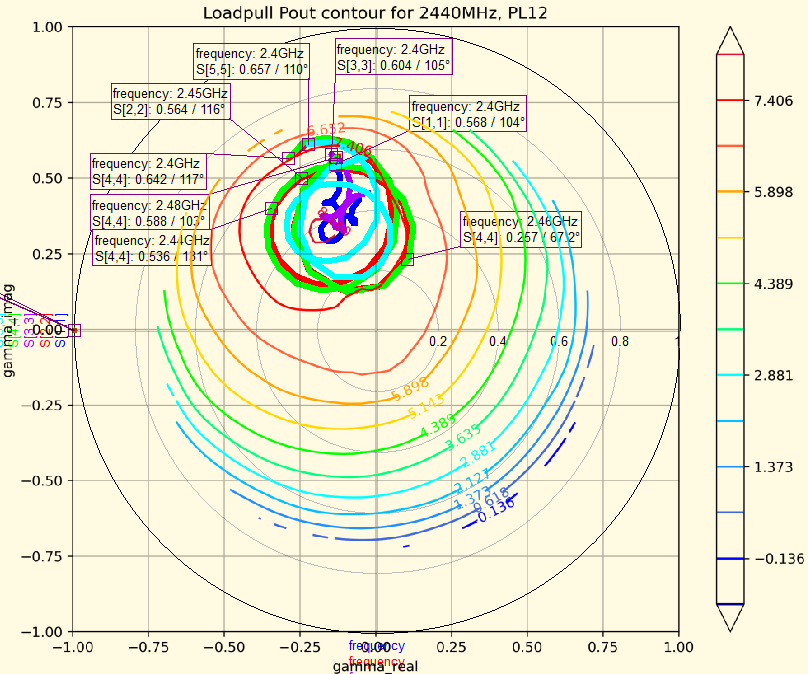 Loadpull Pout contour for 2440MHz, PL12
1.00
0.75
0.50
0.25
0.00
−0.25
−0.50
−0.75
−1.00
gamma_imag
frequency: 2.4GHz
S[5,5]: 0.657 / 110°
frequency: 2.4GHz
S[3,3]: 0.604 / 105°
frequency: 2.45GHz
S[2,2]: 0.564 / 116°
frequency: 2.4GHz
S[1,1]: 0.568 / 104°
frequency: 2.4GHz
S[4,4]: 0.642 / 117°
frequency: 2.48GHz
S[4,4]: 0.588 / 103°
frequency: 2.44GHz
S[4,4]: 0.536 / 131°
frequency: 2.46GHz
S[4,4]: 0.257 / 67.2°
6.652
7.406
0.2
0.4
0.6
0.8
1
5.898
5.143
4.389
3.635
2.881
2.127
1.373
0.618
-0.136
−1.00
−0.75
−0.50
−0.25
0.00
0.25
0.50
0.75
1.00
frequency
gamma_real
frequency
7.406
5.898
4.389
2.881
1.373
−0.136